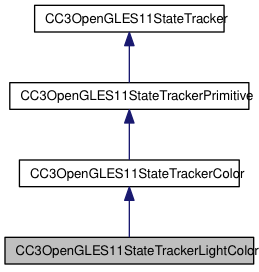 CC3OpenGLES11StateTracker
CC3OpenGLES11StateTrackerPrimitive
CC3OpenGLES11StateTrackerColor
CC3OpenGLES11StateTrackerLightColor